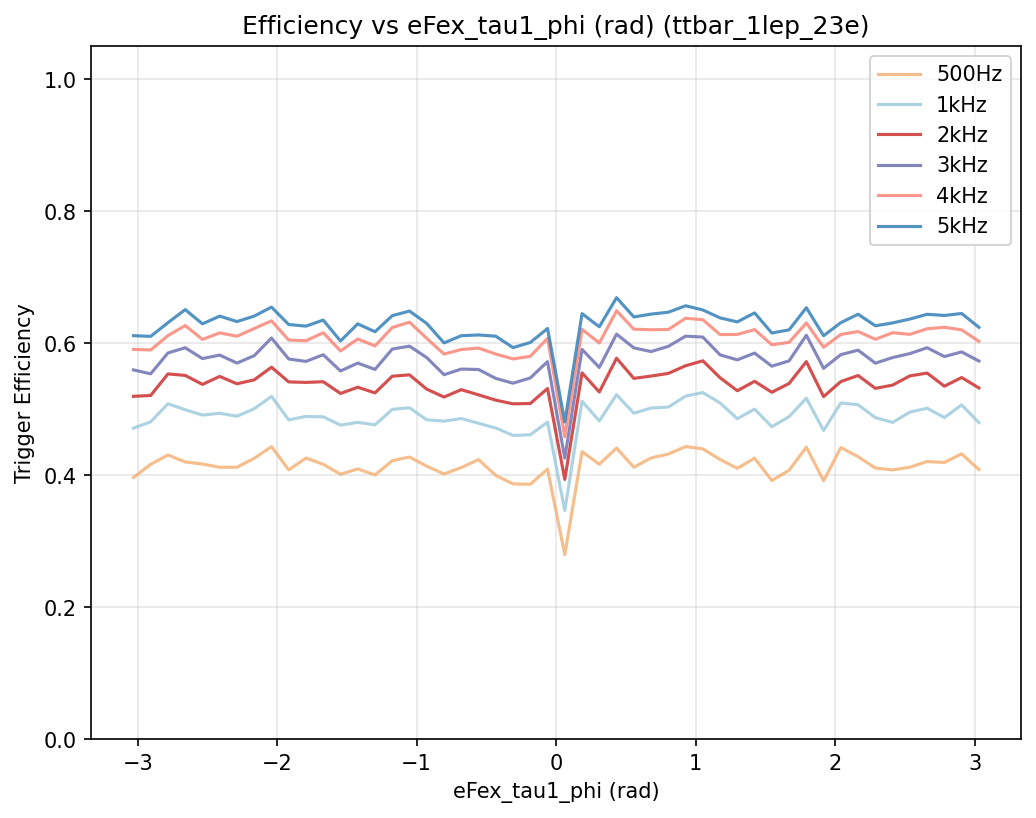 Efficiency vs eFex_tau1_phi (rad) (ttbar_1lep_23e)
500Hz
1kHz
2kHz
3kHz
4kHz
5kHz
Trigger Efficiency
1.0
0.8
0.6
0.4
0.2
0.0
−3
−2
−1
0
1
2
3
eFex_tau1_phi (rad)